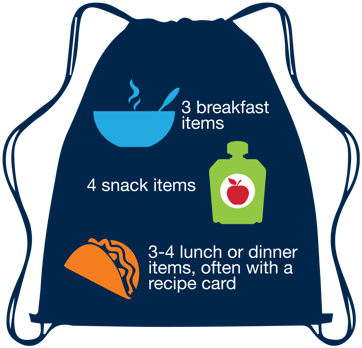 3 breakfast
items
4 snack items
3-4 lunch or dinner
items, often with a
recipe card